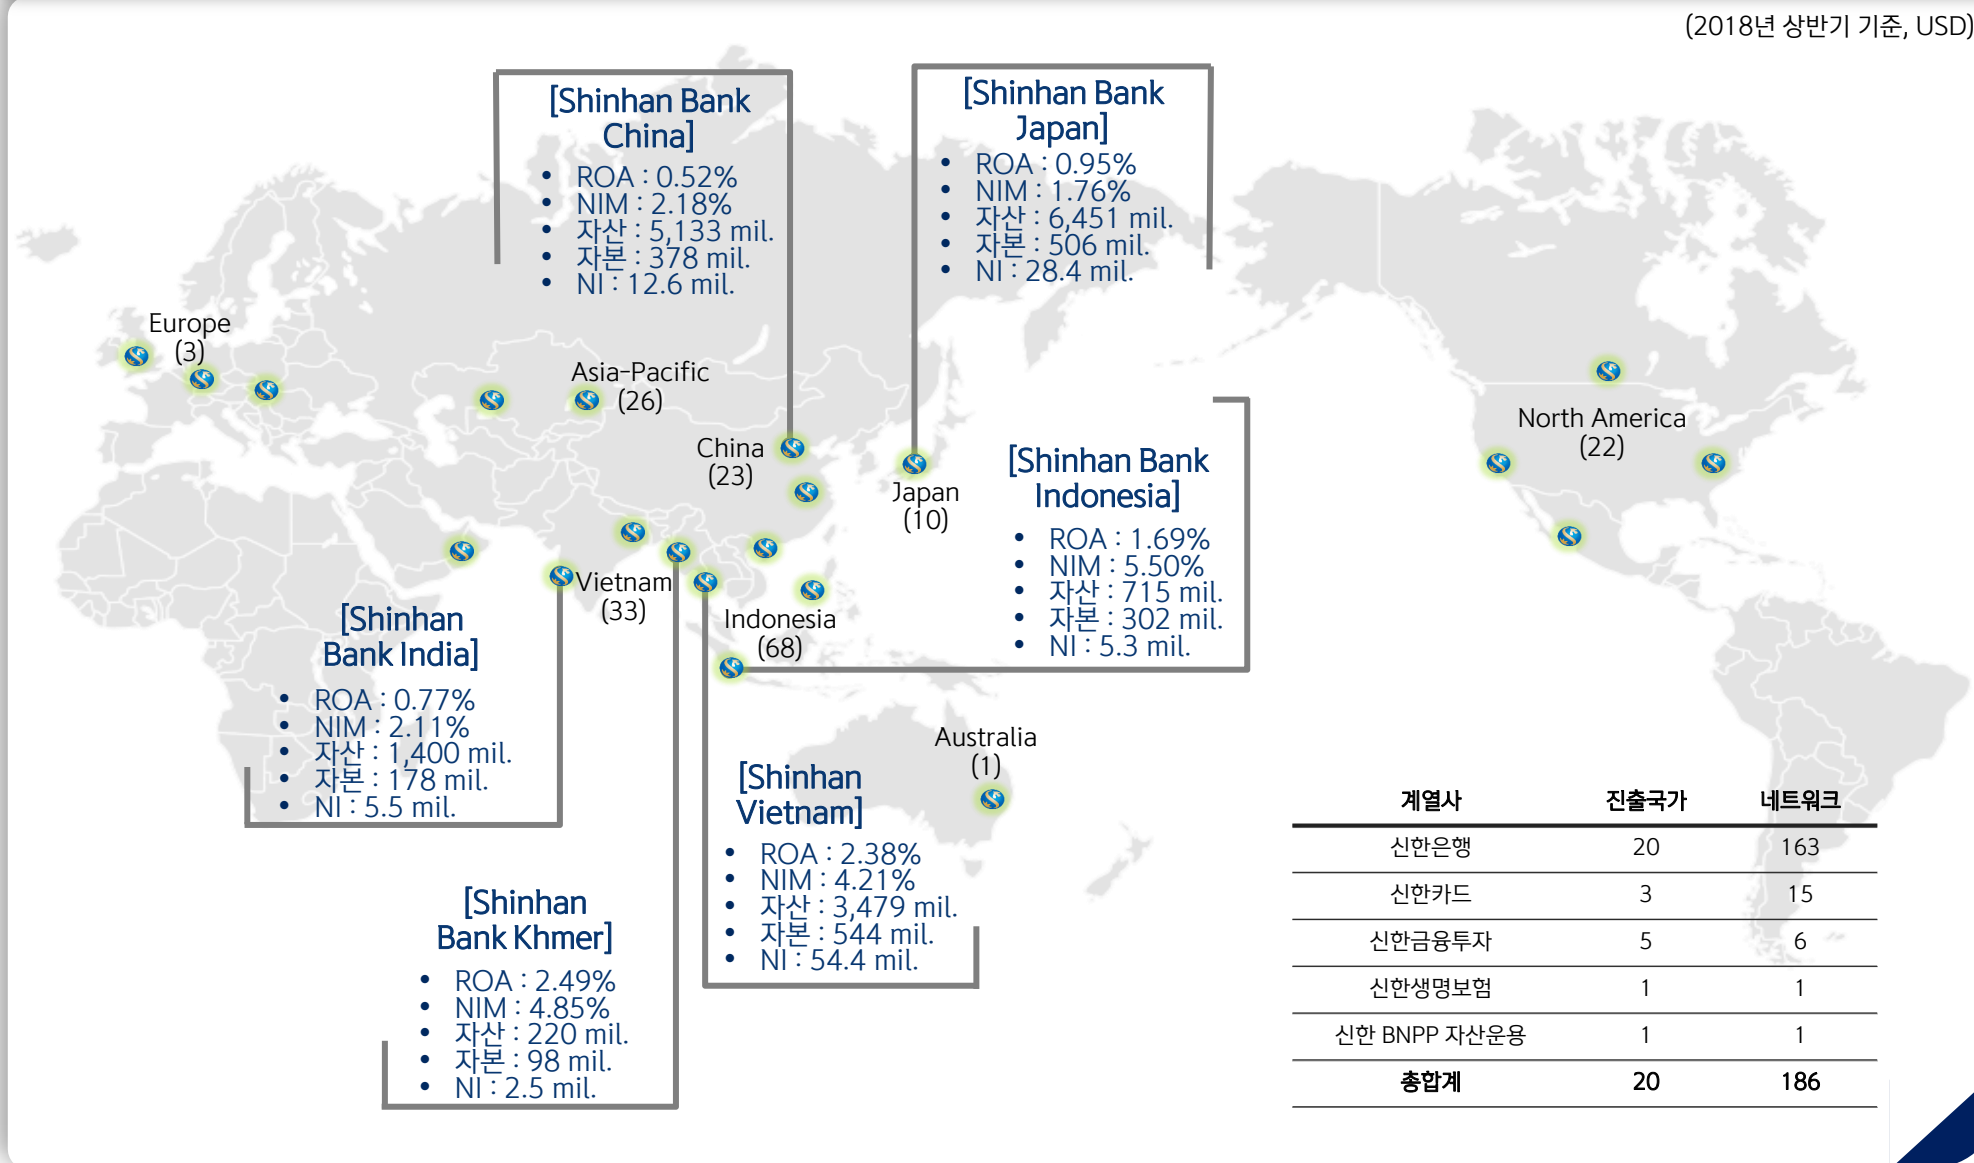 (2018년 상반기 기준, USD)
[Shinhan Bank
China]
• ROA : 0.52%
• NIM : 2.18%
• 자산 : 5,133 mil.
• 자본 : 378 mil.
• NI : 12.6 mil.
[Shinhan Bank
Japan]
• ROA : 0.95%
• NIM : 1.76%
• 자산 : 6,451 mil.
• 자본 : 506 mil.
• NI : 28.4 mil.
Europe
(3)
Asia-Pacific
(26)
China
(23)
Japan
(10)
North America
(22)
[Shinhan Bank
Indonesia]
• ROA : 1.69%
• NIM : 5.50%
• 자산 : 715 mil.
• 자본 : 302 mil.
• NI : 5.3 mil.
Vietnam
(33)
Indonesia
(68)
[Shinhan
Bank India]
• ROA : 0.77%
• NIM : 2.11%
• 자산 : 1,400 mil.
• 자본 : 178 mil.
• NI : 5.5 mil.
Australia
(1)
[Shinhan
Vietnam]
• ROA : 2.38%
• NIM : 4.21%
• 자산 : 3,479 mil.
• 자본 : 544 mil.
• NI : 54.4 mil.
[Shinhan
Bank Khmer]
• ROA : 2.49%
• NIM : 4.85%
• 자산 : 220 mil.
• 자본 : 98 mil.
• NI : 2.5 mil.
계열사 진출국가 네트워크
신한은행 20 163
신한카드 3 15
신한금융투자 5 6
신한생명보험 1 1
신한 BNPP 자산운용 1 1
총합계 20 186